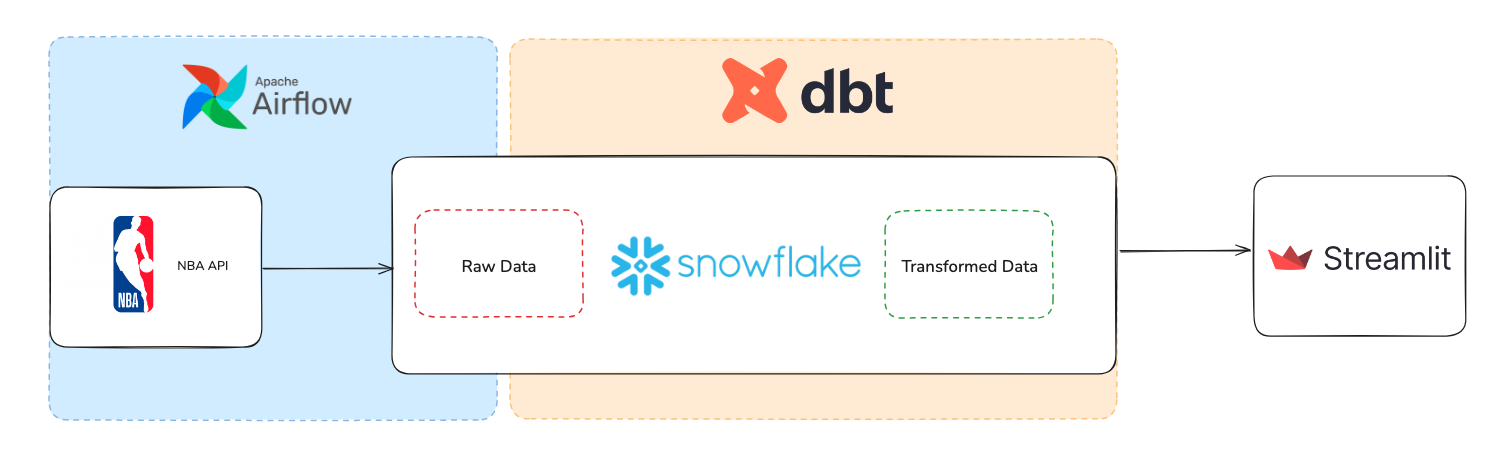 Apache
Airflow
dbt
NBA
NBA API
Raw Data
snowflake
Transformed Data
Streamlit